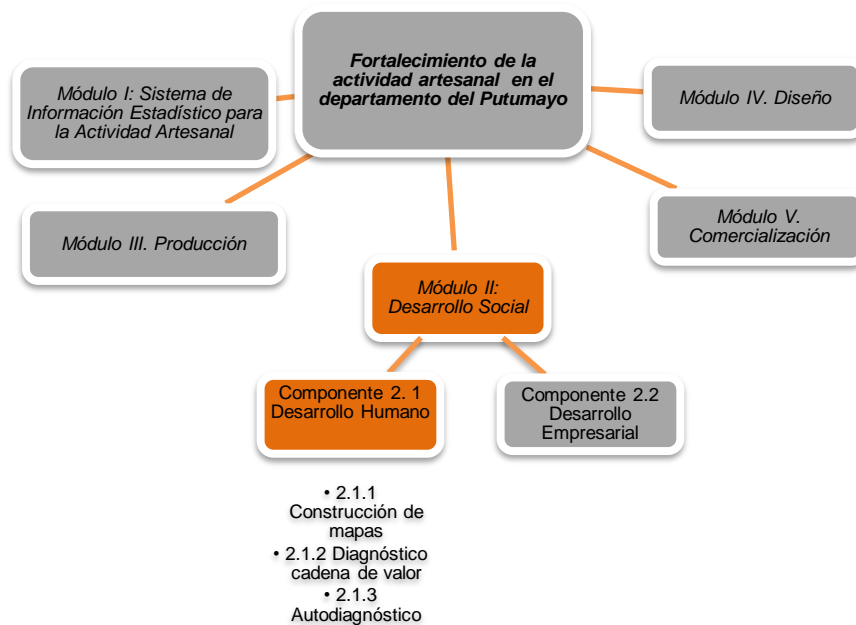 Fortalecimiento de la
actividad artesanal en el
departamento del Putumayo
Módulo I: Sistema de
Información Estadístico para
la Actividad Artesanal
Módulo IV. Diseño
Módulo III. Producción
Módulo V.
Comercialización
Módulo II:
Desarrollo Social
Componente 2. 1
Desarrollo Humano
Componente 2.2
Desarrollo
Empresarial
• 2.1.1
Construcción de
mapas
• 2.1.2 Diagnóstico
cadena de valor
• 2.1.3
Autodiagnóstico